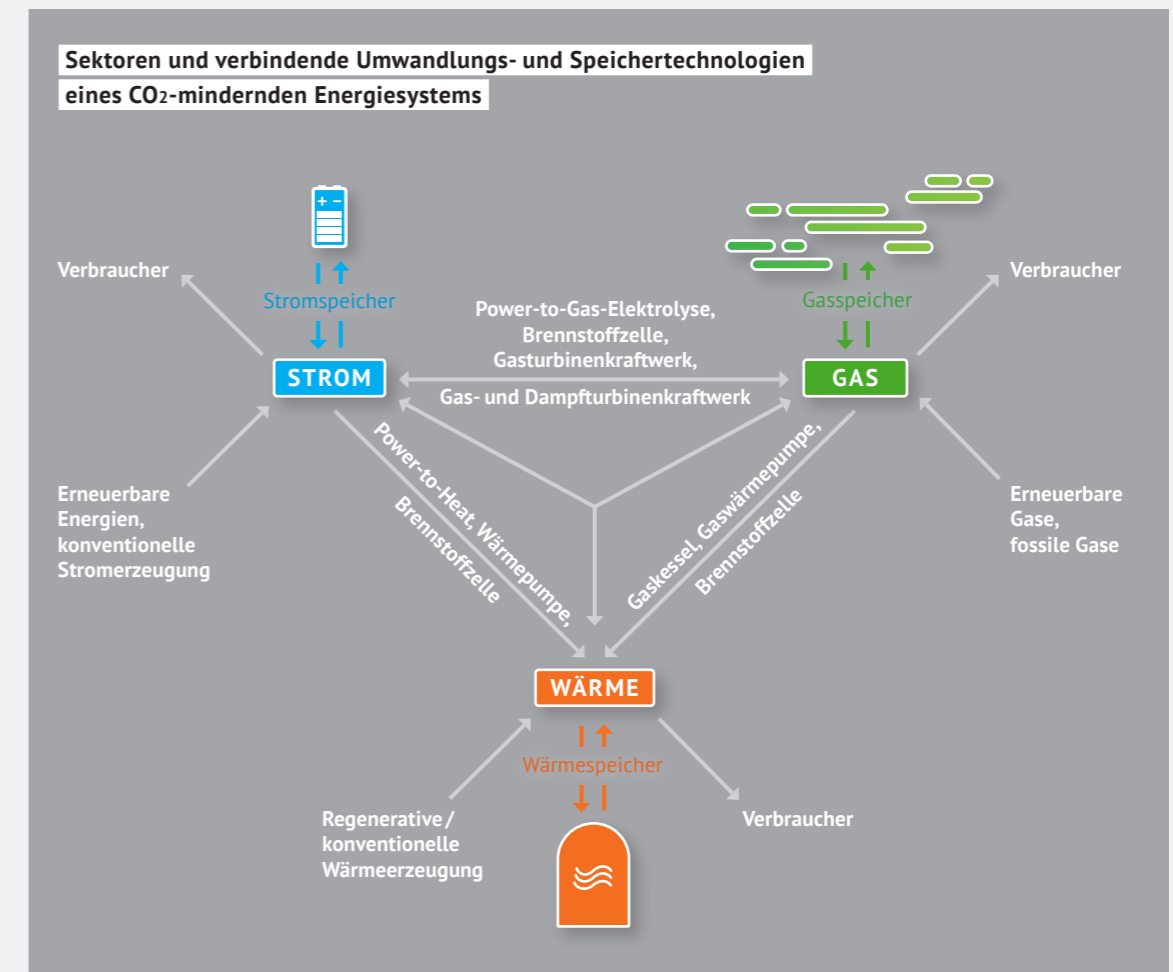 Sektoren und verbindende Umwandlungs- und Speichertechnologien
eines CO2-mindernden Energiesystems
+ −
Verbraucher
Stromspeicher
Power-to-Gas-Elektrolyse,
Brennstoffzelle,
Gasturbinenkraftwerk,
Gas- und Dampfturbinenkraftwerk
Gasspeicher
Verbraucher
STROM
GAS
Erneuerbare
Energien,
konventionelle
Stromerzeugung
Power-to-Heat, Wärmepumpe,
Brennstoffzelle
Gaskessel, Gaswärmepumpe,
Brennstoffzelle
Erneuerbare
Gase,
fossile Gase
WÄRME
Wärmespeicher
Regenerative/
konventionelle
Wärmeerzeugung
Verbraucher